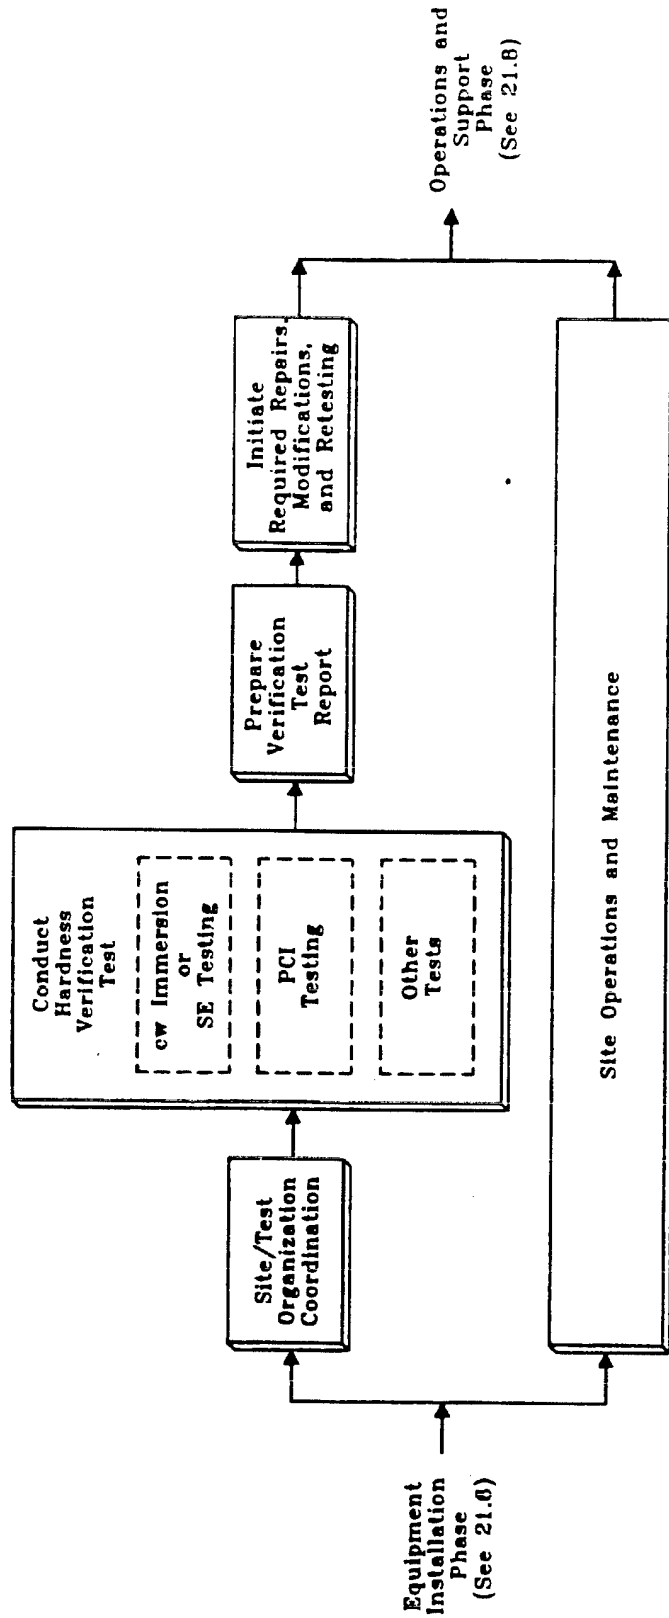 Equipment
Installation
Phase
(See 21.6)
Site/Test
Organization
Coordination
Conduct
Hardness
Verification
Test
cw Immersion
or
SE Testing
PCI
Testing
Other
Tests
Prepare
Verification
Test
Report
Initiate
Required Repairs,
Modifications,
and Retesting
Site Operations and Maintenance
Operations and
Support
Phase
(See 21.8)